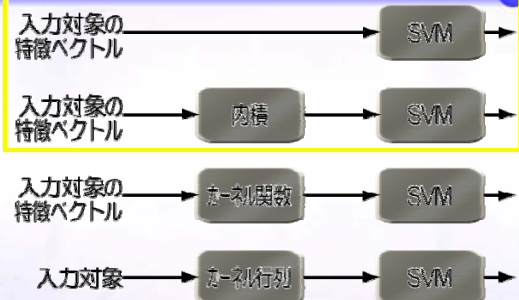 入力対象の
特徴ベクトル
SVM
入力対象の
特徴ベクトル
内積
SVM
入力対象の
特徴ベクトル
カーネル関数
SVM
入力対象
カーネル行列
SVM